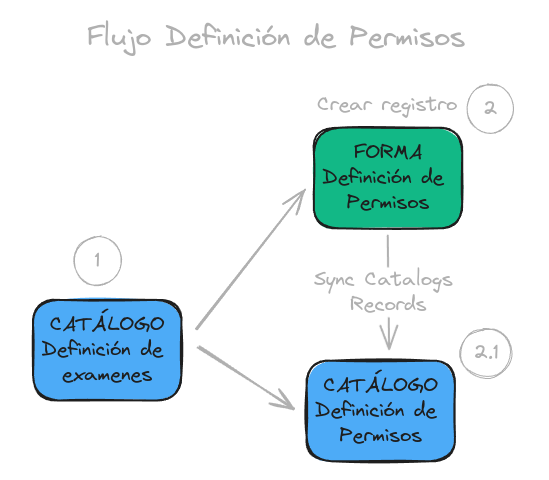 Flujo Definición de Permisos
Crear registro
2
FORMA
Definición de
Permisos
1
Sync Catalogs
Records
CATÁLOGO
Definición de
examenes
2.1
CATÁLOGO
Definición de
Permisos